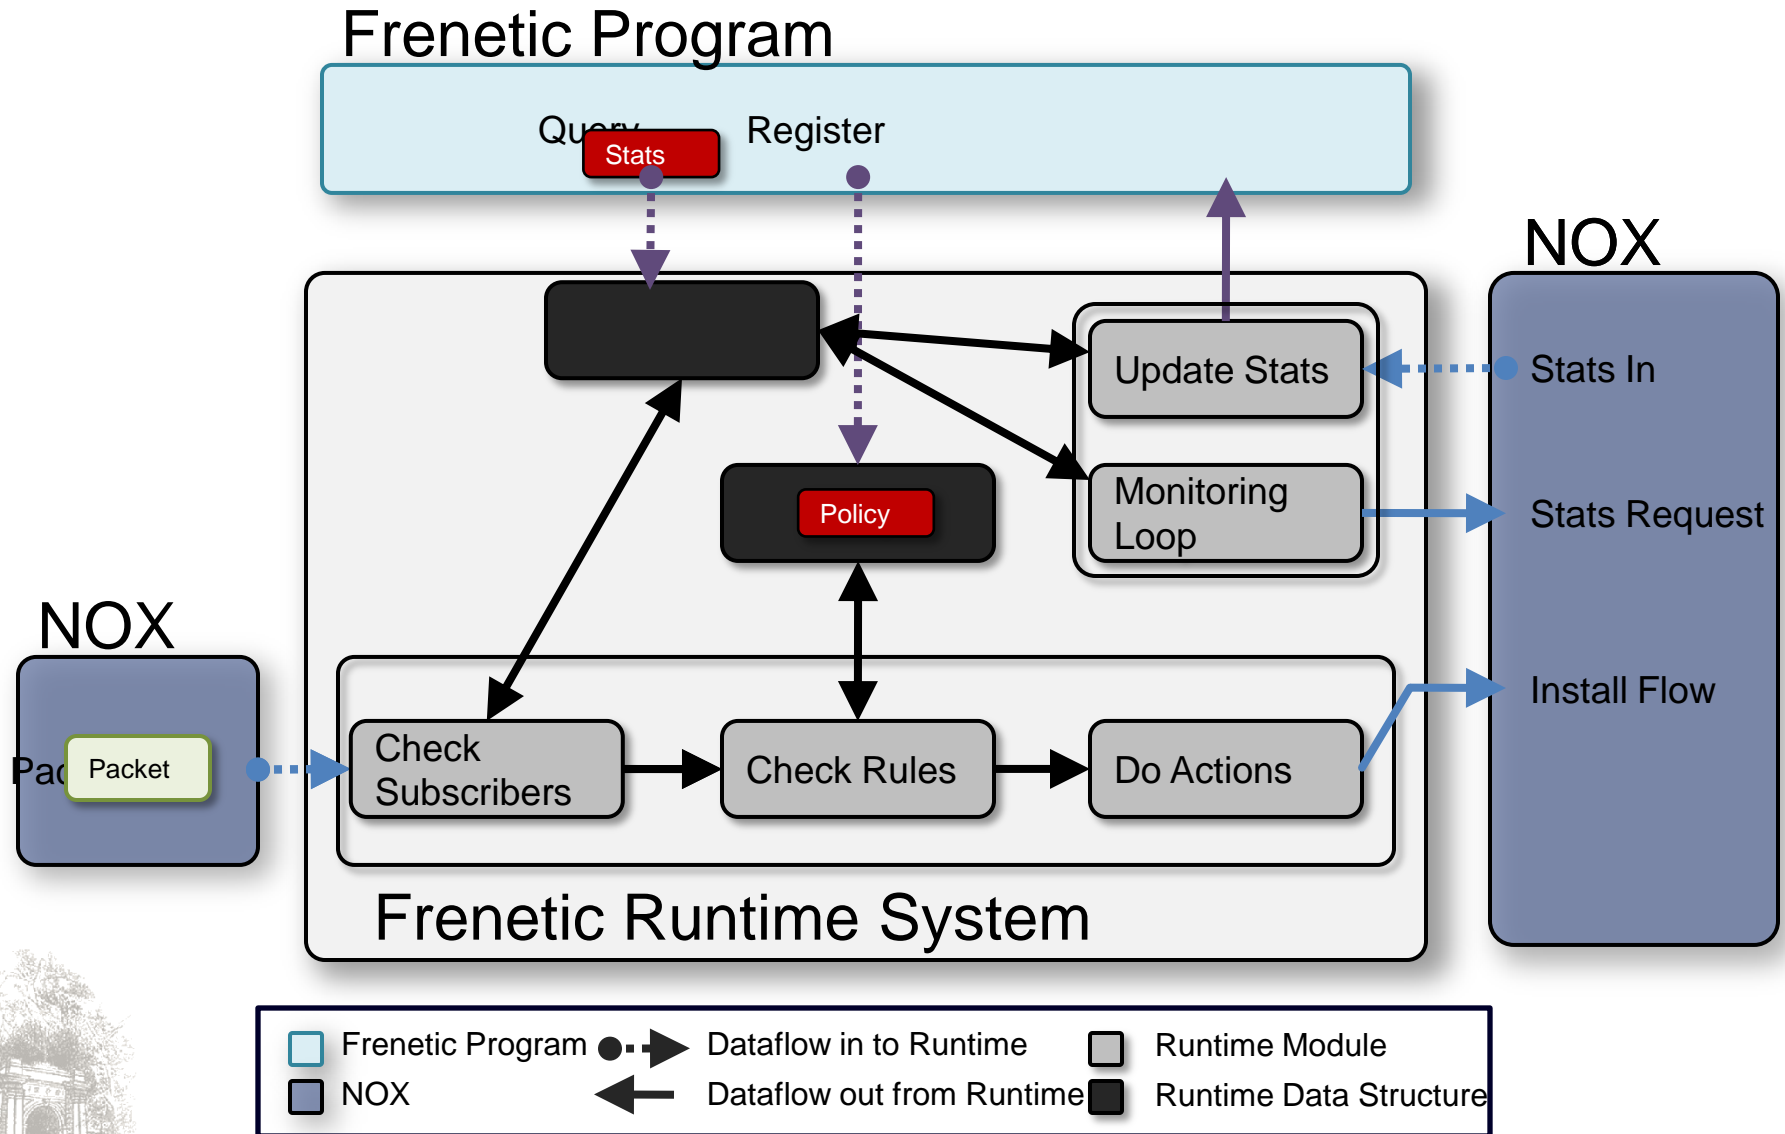 Frenetic Program
Query
Register
Stats
NOX
Update Stats
Stats In
Monitoring
Loop
Stats Request
Policy
NOX
Install Flow
Packet
Check
Subscribers
Check Rules
Do Actions
Frenetic Runtime System
Frenetic Program
Dataflow in to Runtime
Runtime Module
NOX
Dataflow out from Runtime
Runtime Data Structure